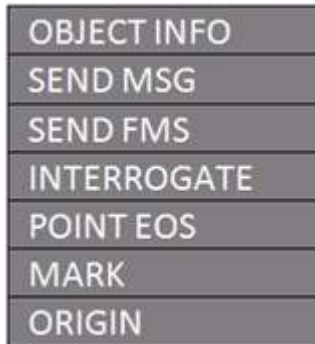 OBJECT INFO
SEND MSG
SEND FMS
INTERROGATE
POINT EOS
MARK
ORIGIN